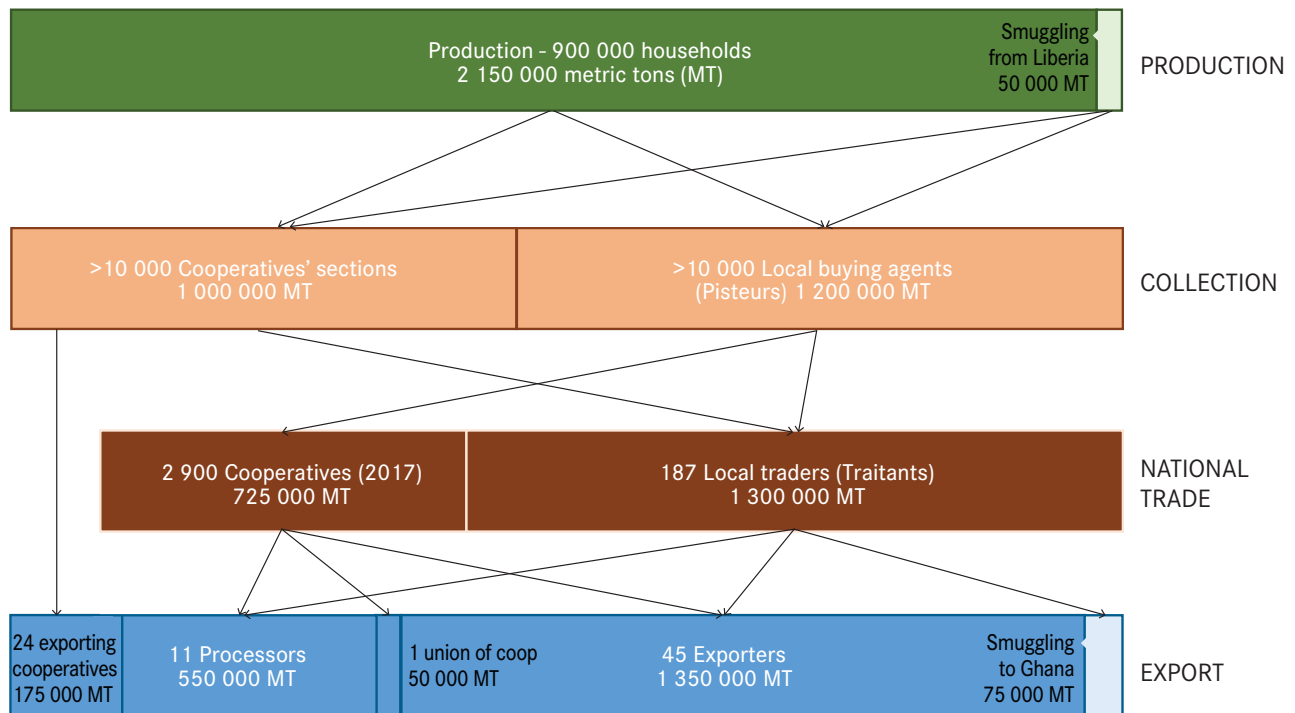 Production - 900 000 households
2 150 000 metric tons (MT)
Smuggling
from Liberia
50 000 MT
PRODUCTION
>10 000 Cooperatives’ sections
1 000 000 MT
>10 000 Local buying agents
(Pisteurs) 1 200 000 MT
COLLECTION
2 900 Cooperatives (2017)
725 000 MT
187 Local traders (Traitants)
1 300 000 MT
NATIONAL
TRADE
24 exporting
cooperatives
175 000 MT
11 Processors
550 000 MT
1 union of coop
50 000 MT
45 Exporters
1 350 000 MT
Smuggling
to Ghana
75 000 MT
EXPORT